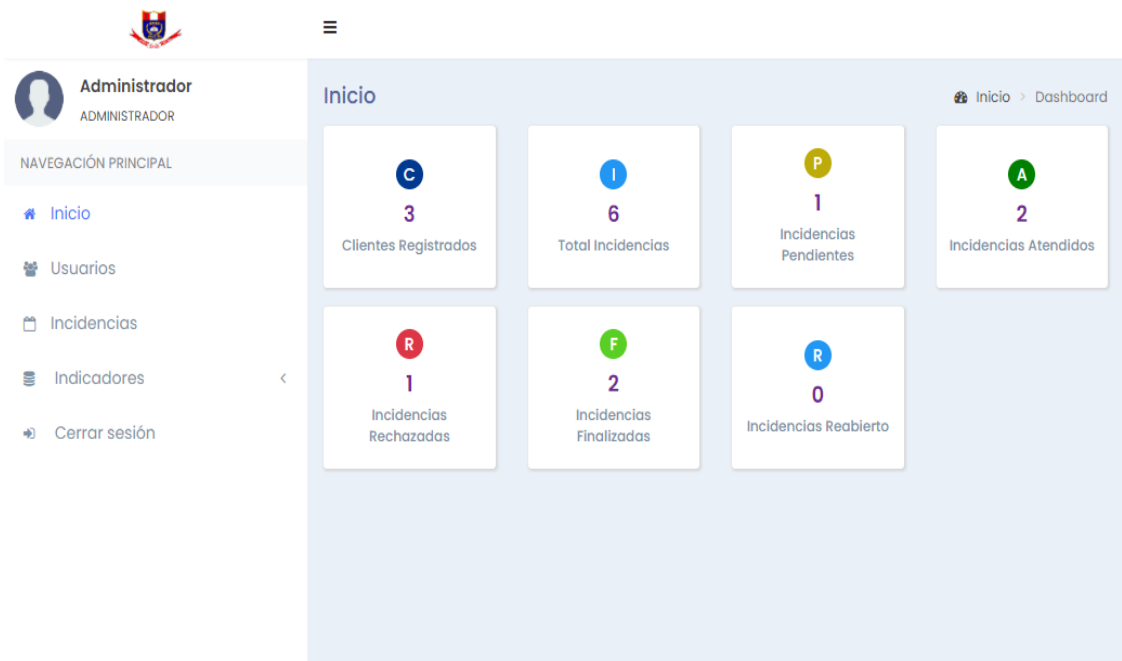 Administrador
ADMINISTRADOR
NAVEGACIÓN PRINCIPAL
Inicio
Usuarios
Incidencias
Indicadores
Cerrar sesión
Inicio
Inicio > Dashboard
C
3
Clientes Registrados
I
6
Total Incidencias
P
1
Incidencias
Pendientes
A
2
Incidencias Atendidos
R
1
Incidencias
Rechazadas
F
2
Incidencias
Finalizadas
R
0
Incidencias Reabierto